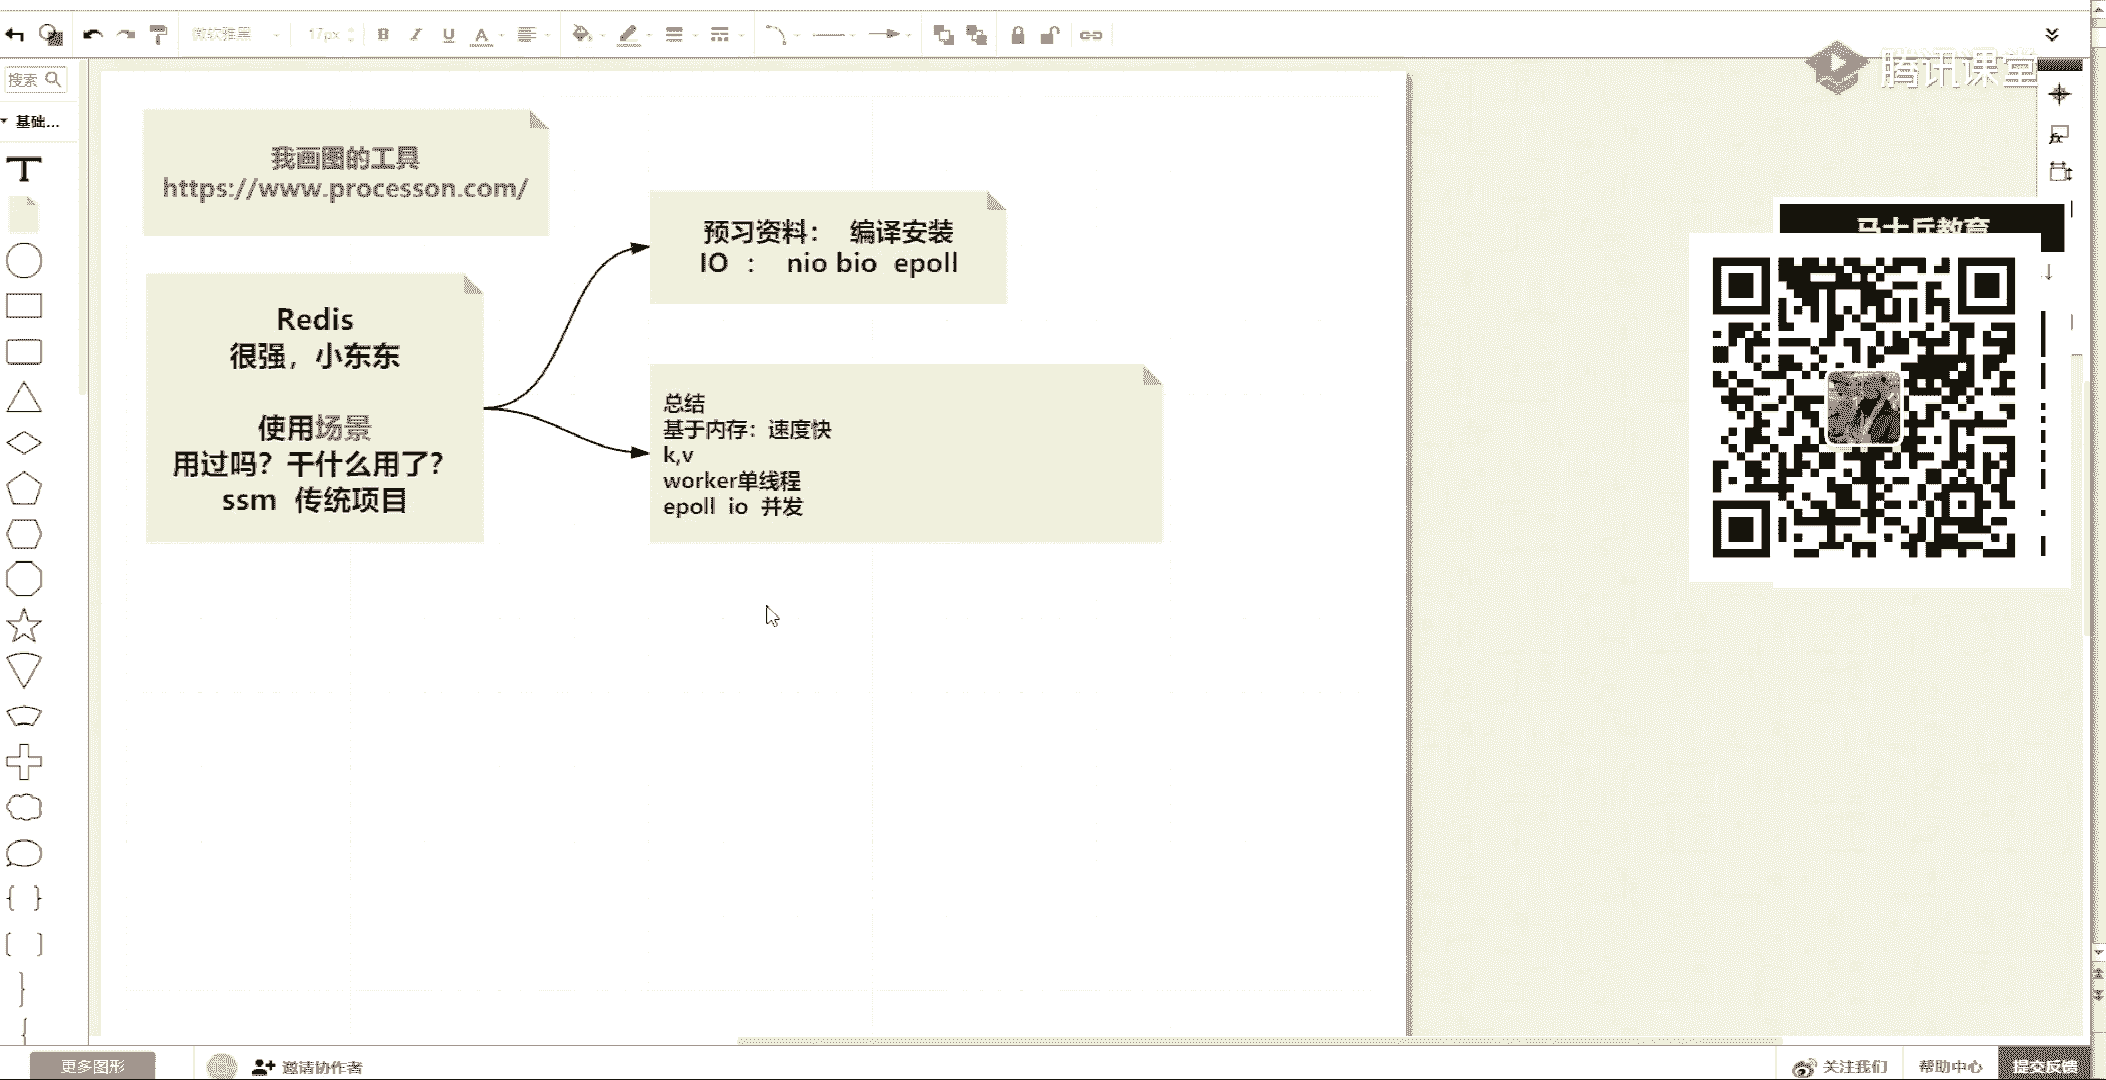 微软雅黑
17px
B
I
U
A
腾讯课堂
搜索
基础...
T
我画图的工具
https://www.processon.com/
预习资料： 编译安装
IO ： nio bio epoll
Redis
很强，小东东
使用场景
用过吗？干什么用了？
ssm 传统项目
总结
基于内存：速度快
k,v
worker单线程
epoll io 并发
马士兵教育
更多图形
邀请协作者
关注我们
帮助中心
提交反馈